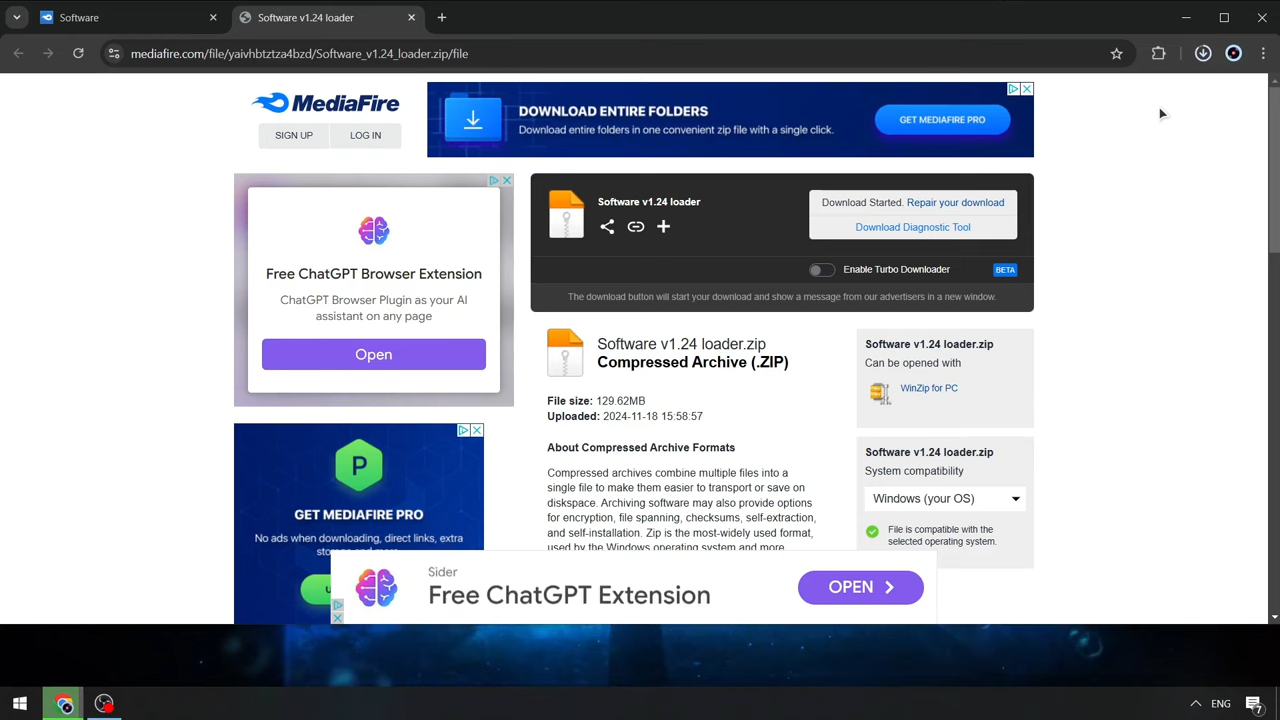 Software
Software v1.24 loader
mediafire.com/file/yaivhbtztza4bzd/Software_v1.24_loader.zip/file
MediaFire
SIGN UP
LOG IN
DOWNLOAD ENTIRE FOLDERS
Download entire folders in one convenient zip file with a single click.
GET MEDIAFIRE PRO
Free ChatGPT Browser Extension
ChatGPT Browser Plugin as your AI
assistant on any page
Open
Software v1.24 loader
Download Started. Repair your download
Download Diagnostic Tool
Enable Turbo Downloader
BETA
The download button will start your download and show a message from our advertisers in a new window.
Software v1.24 loader.zip
Compressed Archive (.ZIP)
File size: 129.62MB
Uploaded: 2024-11-18 15:58:57
About Compressed Archive Formats
Compressed archives combine multiple files into a
single file to make them easier to transport or save on
diskspace. Archiving software may also provide options
for encryption, file spanning, checksums, self-extraction,
and self-installation. Zip is the most-widely used format,
used by the Windows operating system and more
Software v1.24 loader.zip
Can be opened with
WinZip for PC
Software v1.24 loader.zip
System compatibility
Windows (your OS)
File is compatible with the
selected operating system.
P
GET MEDIAFIRE PRO
No ads when downloading, direct links, extra
Sider
Free ChatGPT Extension
OPEN
ENG
7